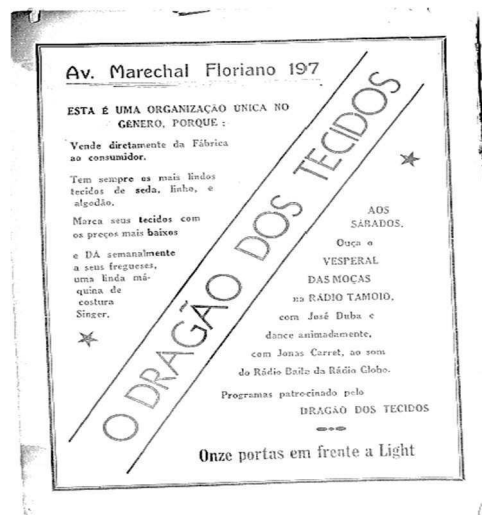 Av. Marechal Floriano 197
ESTA É UMA ORGANIZAÇÃO ÚNICA NO
GÊNERO, PORQUE :
Vende diretamente da Fábrica
ao consumidor.
Tem sempre os mais lindos
tecidos de seda, linho, e
algodão.
Marca seus tecidos com
os preços mais baixos
e DÁ semanalmente
a seus fregueses,
uma linda má-
quina de
costura
Singer.
O DRAGÃO DOS TECIDOS
AOS
SÁBADOS,
Ouça o
VESPERAL
DAS MOÇAS
na RÁDIO TAMOIO,
com José Duba e
dance animadamente,
com Jonas Garret, ao som
do Rádio Baile da Rádio Globo.
Programas patrocinado pelo
DRAGÃO DOS TECIDOS
Onze portas em frente a Light